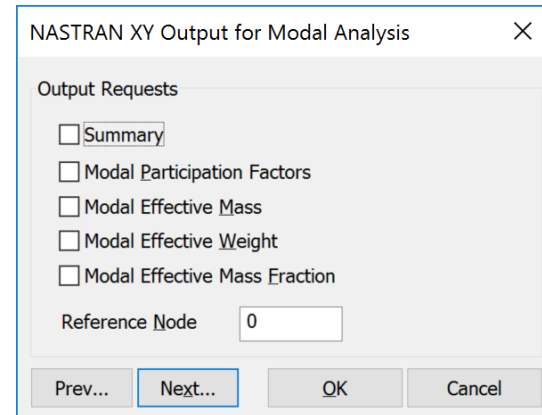 NASTRAN XY Output for Modal Analysis
Output Requests
Summary
Modal Participation Factors
Modal Effective Mass
Modal Effective Weight
Modal Effective Mass Fraction
Reference Node 0
Prev... Next... OK Cancel